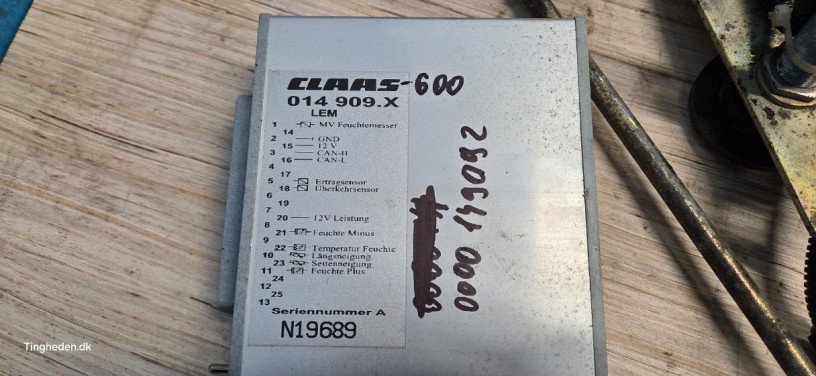 CLAAS-600
014 909.X
LEM
1 MV Feuchtemesser
14
2 GND
15 12 V
3 CAN-H
16 CAN-L
4
17
5 Ertragsensor
18 Überkehrsensor
6
19
7
20 12V Leistung
8
21 Feuchte Minus
9
22 Temperatur Feuchte
10 Längsneigung
23 Seitenneigung
11 Feuchte Plus
24
12
25
13
Seriennummer A
N19689
0000 149092
Tingheden.dk